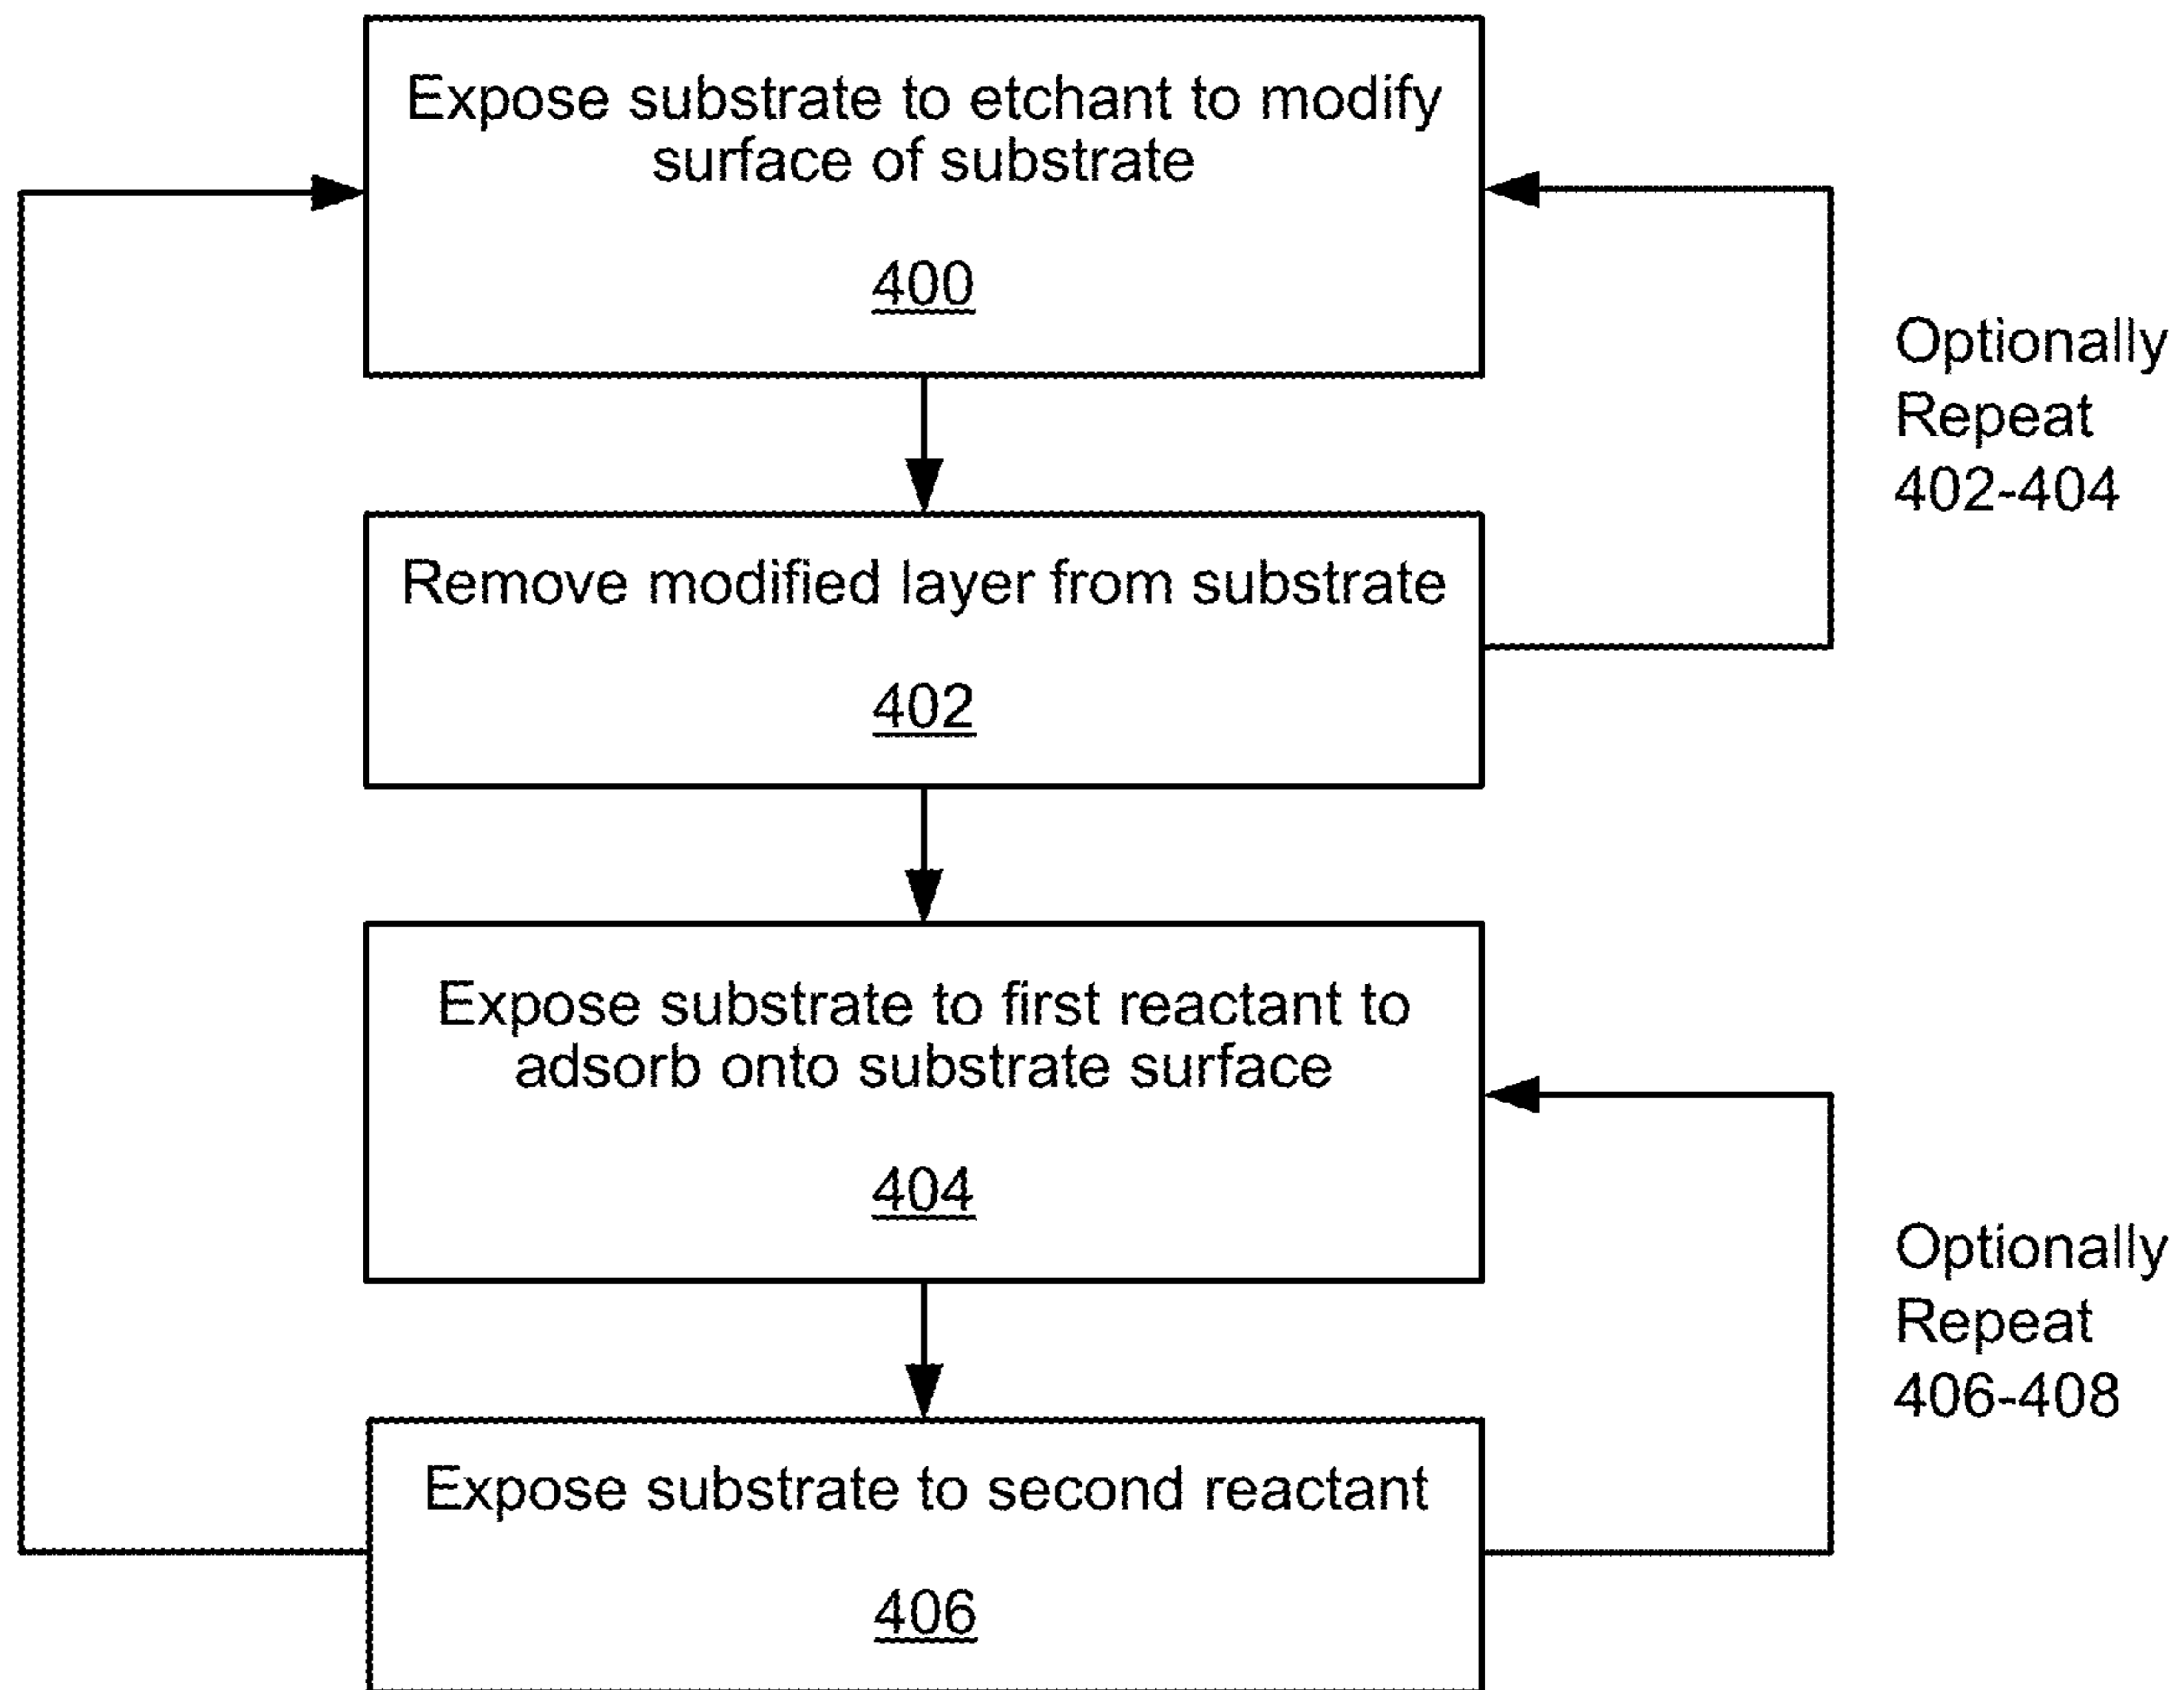 Expose substrate to etchant to modify
surface of substrate
400
Optionally
Repeat
402-404
Remove modified layer from substrate
402
Expose substrate to first reactant to
adsorb onto substrate surface
404
Optionally
Repeat
406-408
Expose substrate to second reactant
406